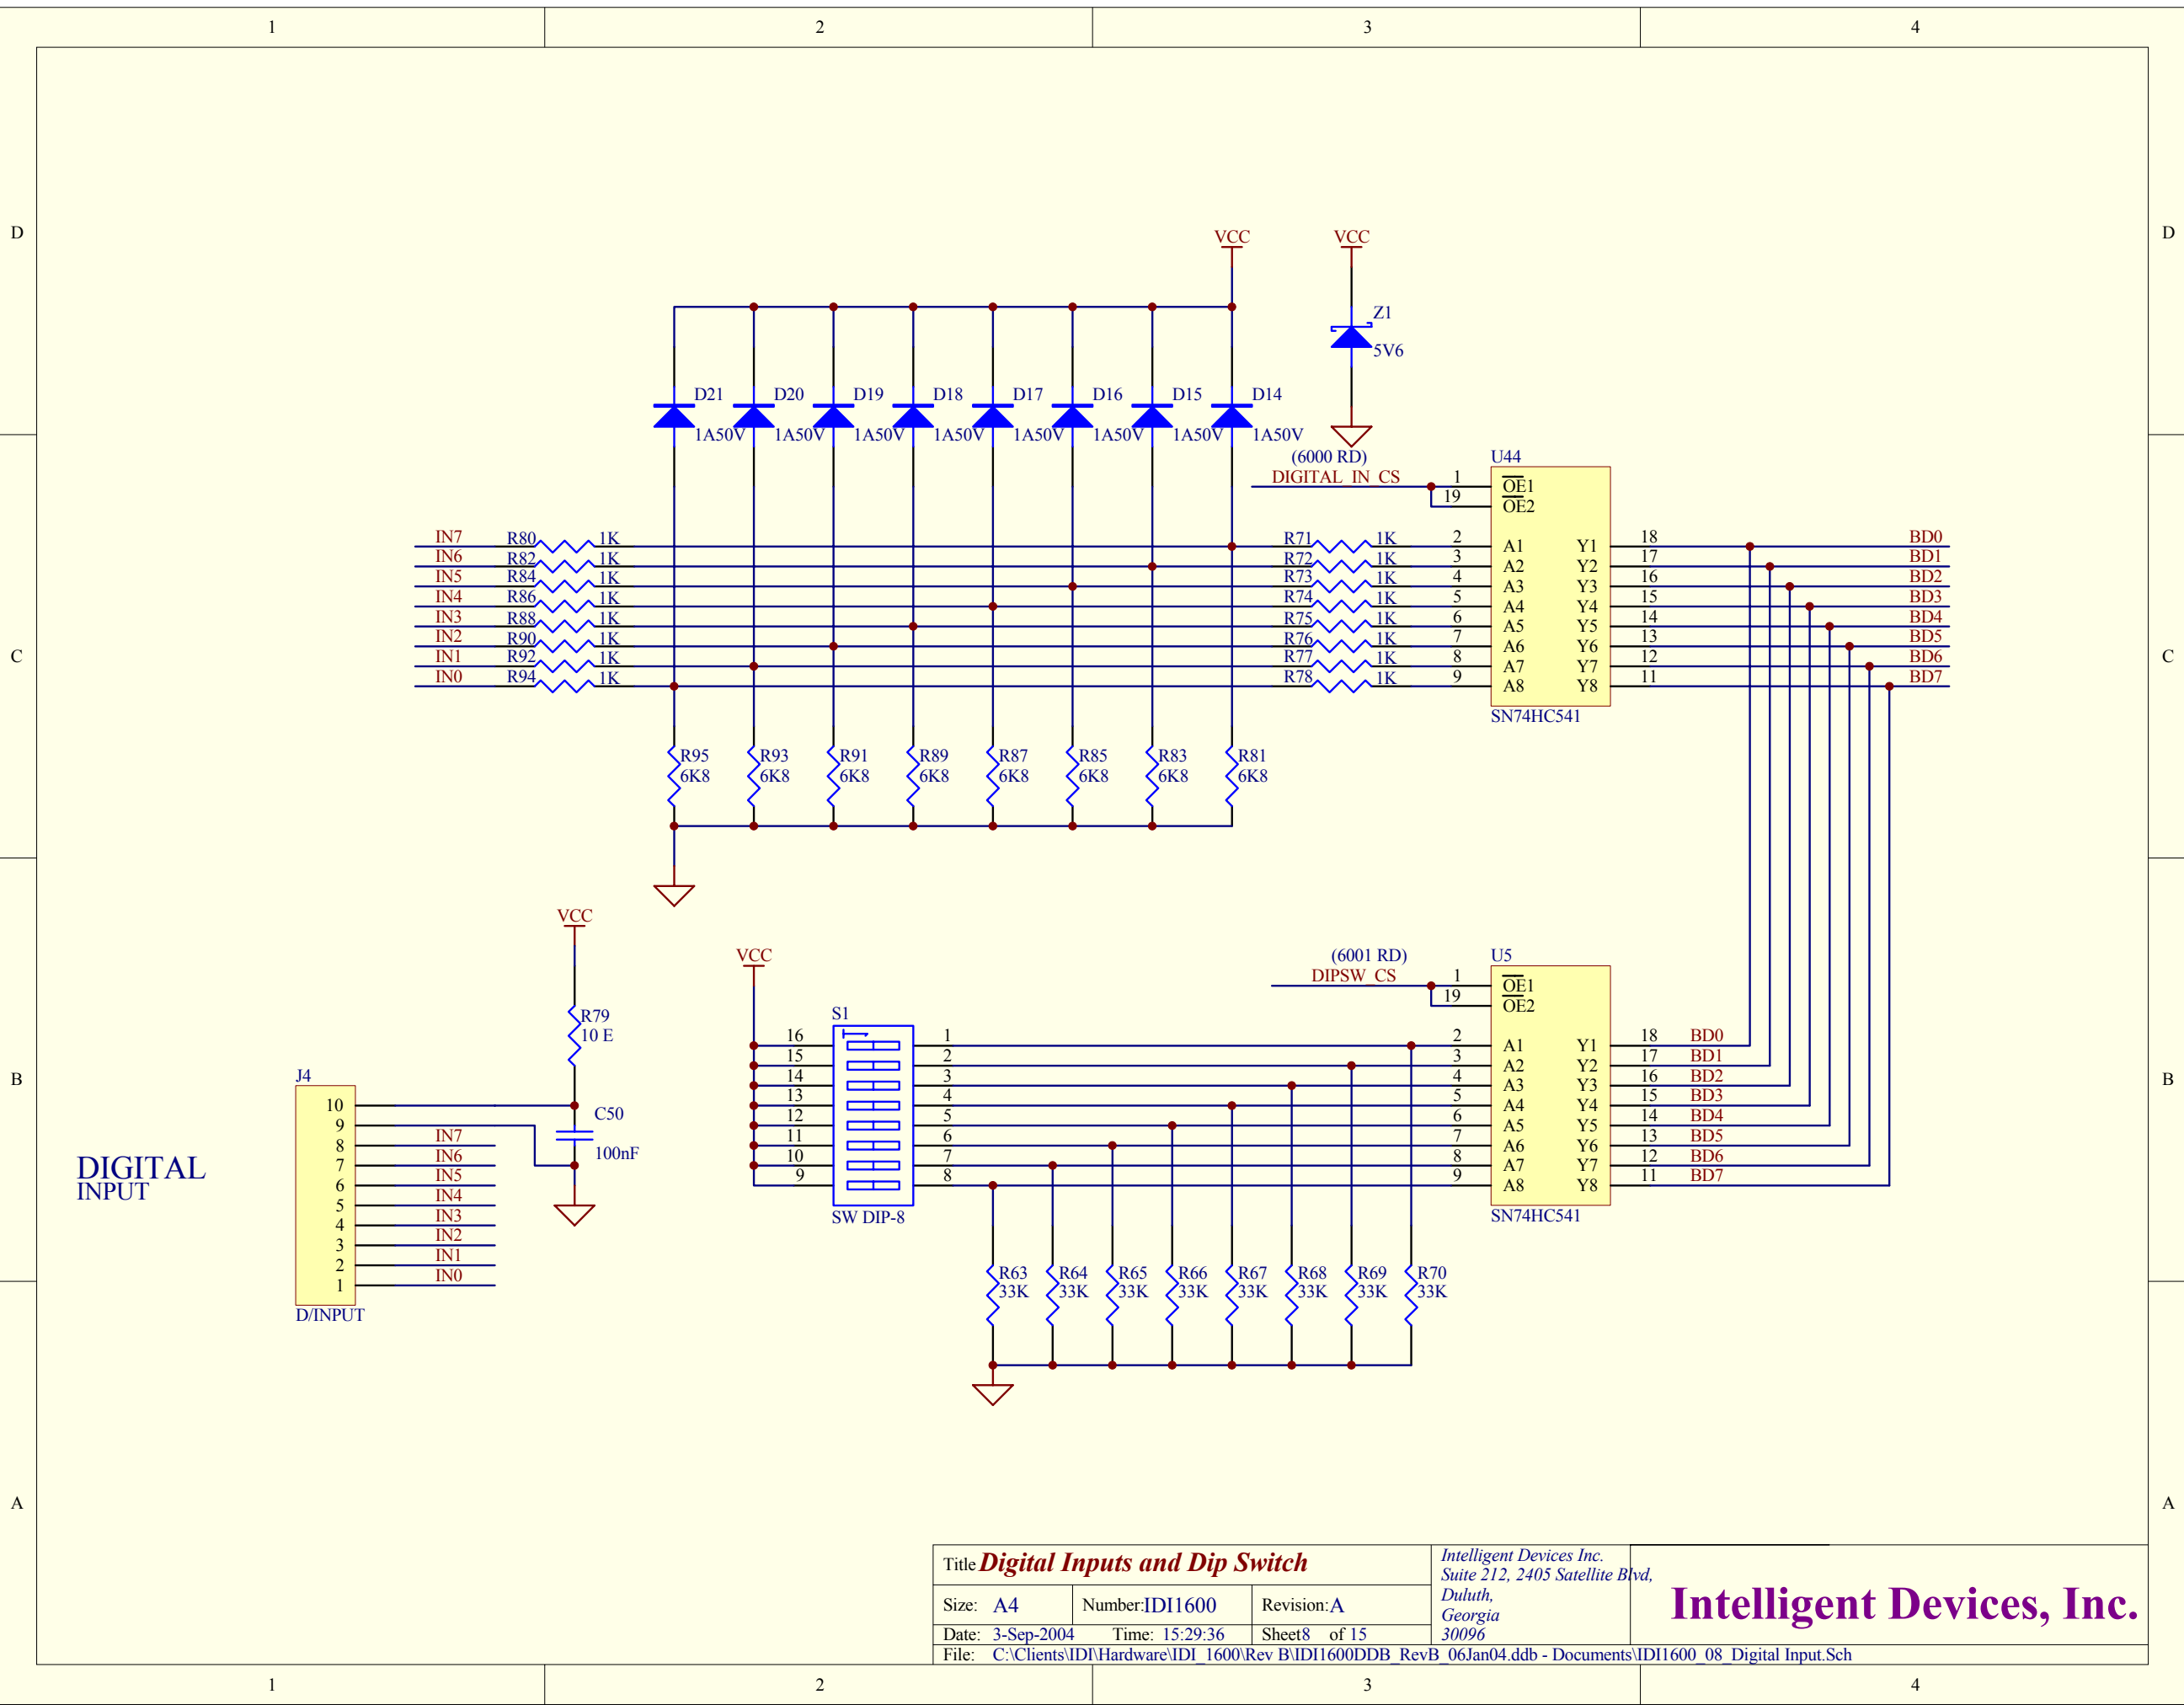 1 2 3 4
D D
VCC VCC
Z1
5V6
D21 D20 D19 D18 D17 D16 D15 D14
1A50V 1A50V 1A50V 1A50V 1A50V 1A50V 1A50V 1A50V
(6000 RD) U44
DIGITAL_IN_CS 1 OE1
19 OE2
IN7 R80 1K R71 1K 2 A1 Y1 18 BD0
IN6 R82 1K R72 1K 3 A2 Y2 17 BD1
IN5 R84 1K R73 1K 4 A3 Y3 16 BD2
IN4 R86 1K R74 1K 5 A4 Y4 15 BD3
IN3 R88 1K R75 1K 6 A5 Y5 14 BD4
IN2 R90 1K R76 1K 7 A6 Y6 13 BD5
C IN1 R92 1K R77 1K 8 A7 Y7 12 BD6 C
IN0 R94 1K R78 1K 9 A8 Y8 11 BD7
SN74HC541
R95 R93 R91 R89 R87 R85 R83 R81
6K8 6K8 6K8 6K8 6K8 6K8 6K8 6K8
VCC
VCC
(6001 RD) U5
DIPSW_CS 1 OE1
19 OE2
R79
10 E
S1
16 1 2 A1 Y1 18 BD0
15 2 3 A2 Y2 17 BD1
14 3 4 A3 Y3 16 BD2
13 4 5 A4 Y4 15 BD3
12 5 6 A5 Y5 14 BD4
11 6 7 A6 Y6 13 BD5
10 7 8 A7 Y7 12 BD6
9 8 9 A8 Y8 11 BD7
SW DIP-8
SN74HC541
B B
J4
10
9
8 IN7
7 IN6
6 IN5
5 IN4
4 IN3
3 IN2
2 IN1
1 IN0
D/INPUT
C50
100nF
DIGITAL
INPUT
R63 R64 R65 R66 R67 R68 R69 R70
33K 33K 33K 33K 33K 33K 33K 33K
A A
Title Digital Inputs and Dip Switch
Size: A4 Number:IDI1600 Revision:A
Date: 3-Sep-2004 Time: 15:29:36 Sheet8 of 15
File: C:\Clients\IDI\Hardware\IDI_1600\Rev B\IDI1600DDB_RevB_06Jan04.ddb - Documents\IDI1600_08_Digital Input.Sch
Intelligent Devices Inc.
Suite 212, 2405 Satellite Blvd,
Duluth,
Georgia
30096
Intelligent Devices, Inc.
1 2 3 4